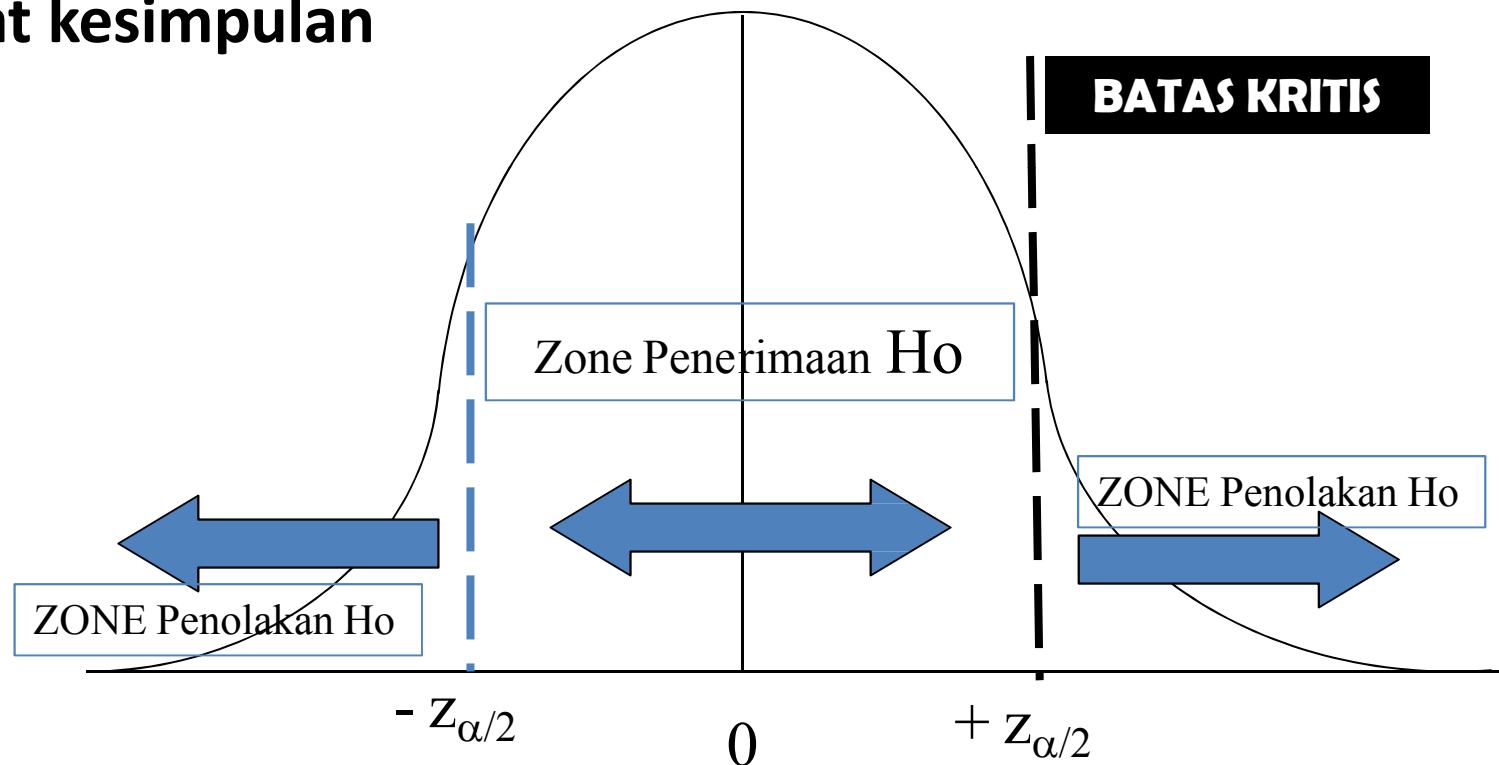 t kesimpulan
BATAS KRITIS
Zone Penerimaan Ho
ZONE Penolakan Ho
ZONE Penolakan Ho
- zα/2
0
+ zα/2